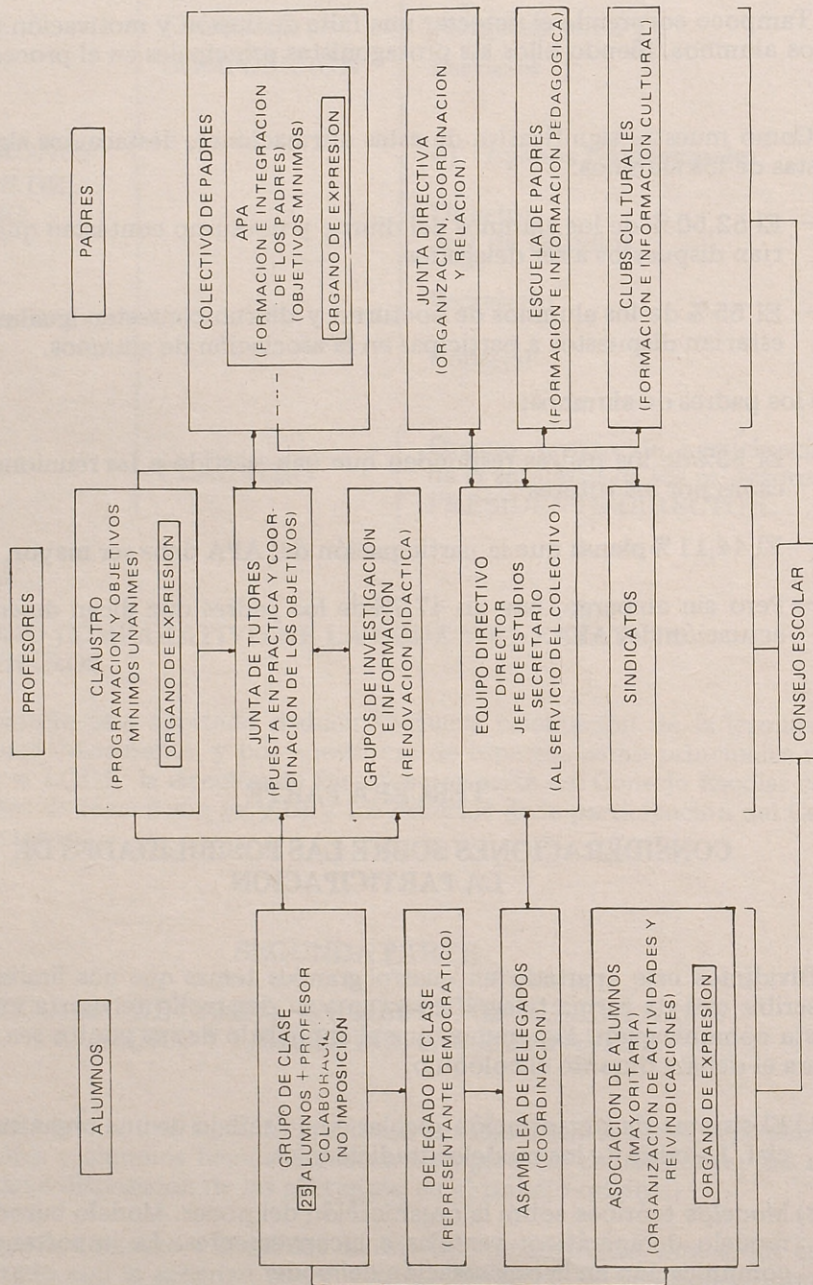 ALUMNOS
GRUPO DE CLASE
25 ALUMNOS + PROFESOR
NO IMPOSICION
DELEGADO DE CLASE
(REPRESENTANTE DEMOCRATICO)
ASAMBLEA DE DELEGADOS
(COORDINACION)
ASOCIACION DE ALUMNOS
(MAYORITARIA)
(ORGANIZACION DE ACTIVIDADES Y
REIVINDICACIONES)
ORGANO DE EXPRESION
PROFESORES
CLAUSTRO
(PROGRAMACION Y OBJETIVOS
MINIMOS UNANIMES)
ORGANO DE EXPRESION
JUNTA DE TUTORES
(PUESTA EN PRACTICA Y COOR-
DINACION DE LOS OBJETIVOS)
GRUPOS DE INVESTIGACION
E INFORMACION
(RENOVACION DIDACTICA)
EQUIPO DIRECTIVO
DIRECTOR
JEFE DE ESTUDIOS
SECRETARIO
(AL SERVICIO DEL COLECTIVO)
SINDICATOS
PADRES
COLECTIVO DE PADRES
APA
(FORMACION E INTEGRACION
DE LOS PADRES)
(OBJETIVOS MINIMOS)
ORGANO DE EXPRESION
JUNTA DIRECTIVA
(ORGANIZACION, COORDINACION
Y RELACION)
ESCUELA DE PADRES
(FORMACION E INFORMACION PEDAGOGICA)
CLUBS CULTURALES
(FORMACION E INFORMACION CULTURAL)
CONSEJO ESCOLAR